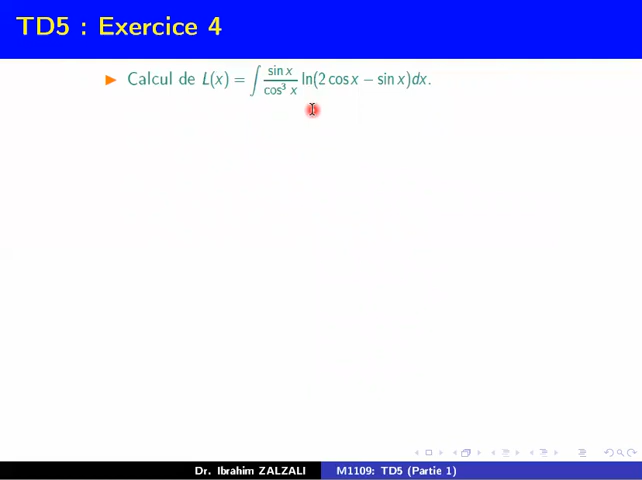 TD5 : Exercice 4
Calcul de L(x) = ∫ sin x / cos³ x ln(2 cos x − sin x)dx.
Dr. Ibrahim ZALZALI
M1109: TD5 (Partie 1)